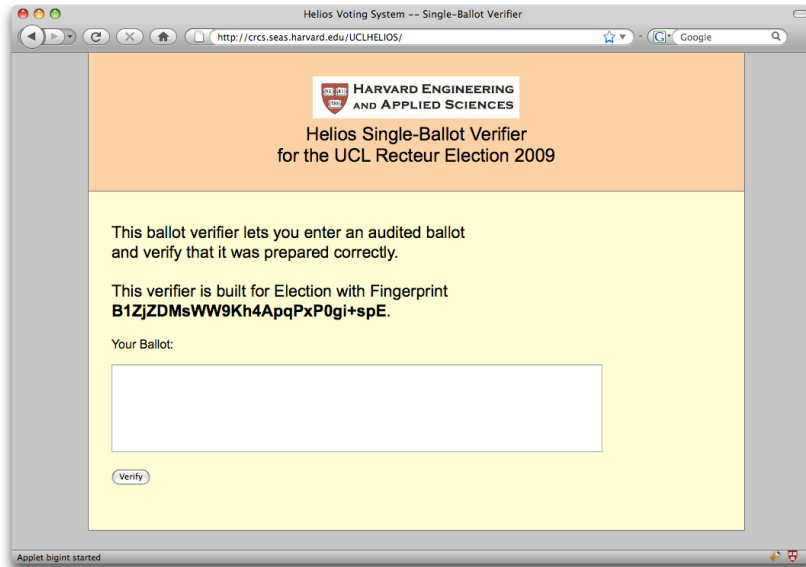 Helios Voting System -- Single-Ballot Verifier
http://crcs.seas.harvard.edu/UCLHELIOS/
G
Google
HARVARD ENGINEERING
AND APPLIED SCIENCES
Helios Single-Ballot Verifier
for the UCL Recteur Election 2009
This ballot verifier lets you enter an audited ballot
and verify that it was prepared correctly.
This verifier is built for Election with Fingerprint
B1ZjZDMsWW9Kh4ApqPxP0gi+spE.
Your Ballot:
Verify
Applet bigint started